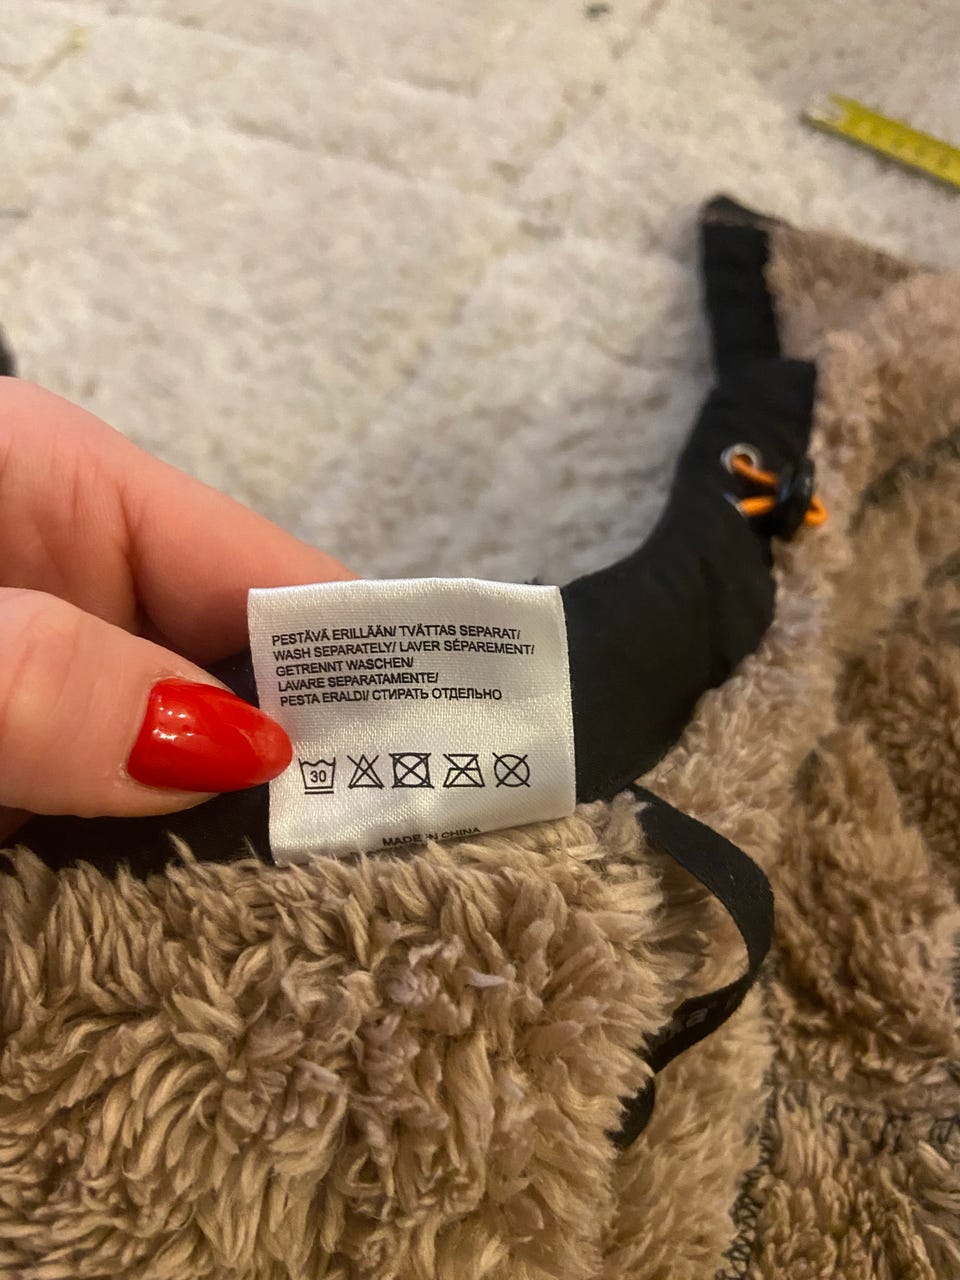 PESTÄVÄ ERILLÄÄN/ TVÄTTAS SEPARAT/
WASH SEPARATELY/ LAVER SÉPAREMENT/
GETRENNT WASCHEN/
LAVARE SEPARATAMENTE/
PESTA ERALDI/ СТИРАТЬ ОТДЕЛЬНО
30
MADE IN CHINA